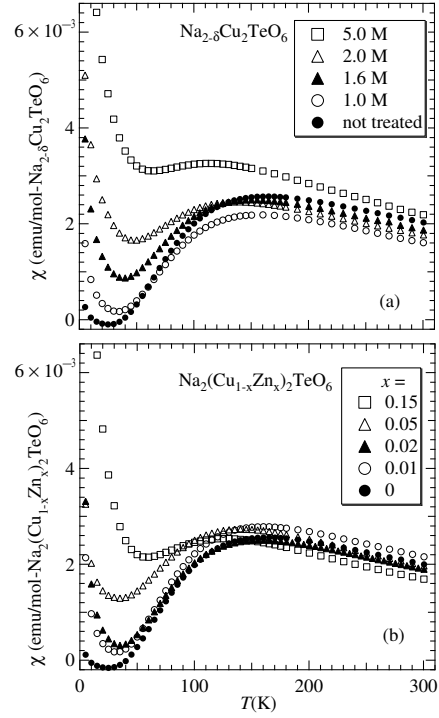 6 × 10⁻³
4
2
0
χ (emu/mol-Na₂₋δCu₂TeO₆)
Na₂₋δCu₂TeO₆
5.0 M
2.0 M
1.6 M
1.0 M
not treated
(a)
6 × 10⁻³
4
2
0
χ (emu/mol-Na₂(Cu₁₋ₓZnₓ)₂TeO₆)
Na₂(Cu₁₋ₓZnₓ)₂TeO₆
x =
0.15
0.05
0.02
0.01
0
(b)
0 100 200 300
T(K)